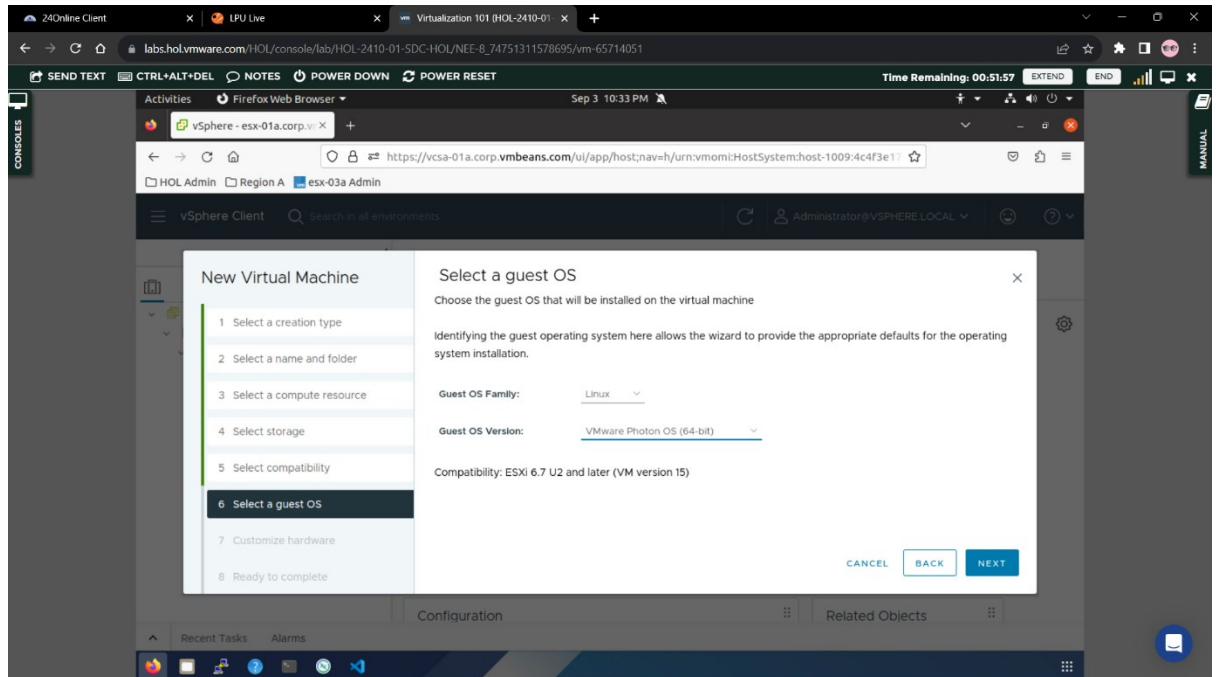 24Online Client
LPU Live
Virtualization 101 (HOL-2410-01-
labs.hol.vmware.com/HOL/console/lab/HOL-2410-01-SDC-HOL/NEE-8_74751311578695/vm-65714051
SEND TEXT CTRL+ALT+DEL NOTES POWER DOWN POWER RESET Time Remaining: 00:51:57 EXTEND END
CONSOLES
MANUAL
Activities Firefox Web Browser Sep 3 10:33 PM
vSphere - esx-01a.corp.v
https://vcsa-01a.corp.vmbeans.com/ui/app/host;nav=h/urn:vmomi:HostSystem:host-1009:4c4f3e17
HOL Admin Region A esx-03a Admin
vSphere Client Search in all environments Administrator@VSPHERE.LOCAL
New Virtual Machine
1 Select a creation type
2 Select a name and folder
3 Select a compute resource
4 Select storage
5 Select compatibility
6 Select a guest OS
7 Customize hardware
8 Ready to complete
Select a guest OS
Choose the guest OS that will be installed on the virtual machine
Identifying the guest operating system here allows the wizard to provide the appropriate defaults for the operating
system installation.
Guest OS Family: Linux
Guest OS Version: VMware Photon OS (64-bit)
Compatibility: ESXi 6.7 U2 and later (VM version 15)
CANCEL BACK NEXT
Configuration Related Objects
Recent Tasks Alarms